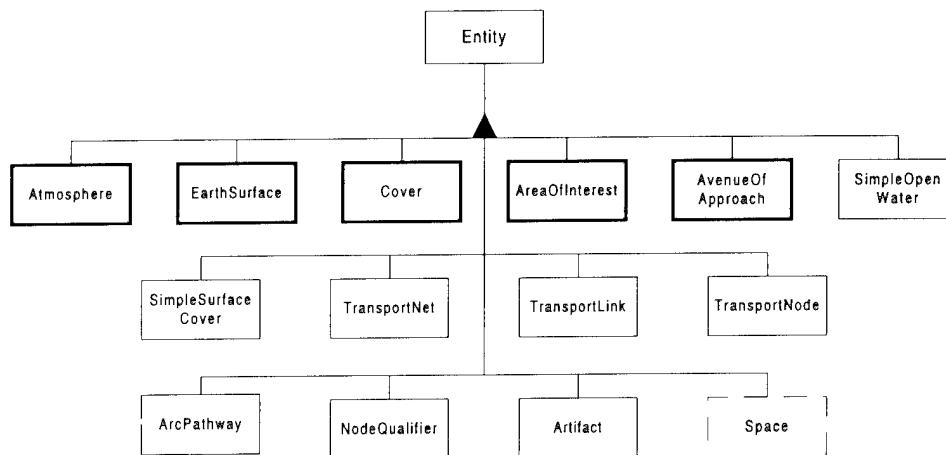 Entity
Atmosphere
EarthSurface
Cover
AreaOfInterest
AvenueOf
Approach
SimpleOpen
Water
SimpleSurface
Cover
TransportNet
TransportLink
TransportNode
ArcPathway
NodeQualifier
Artifact
Space